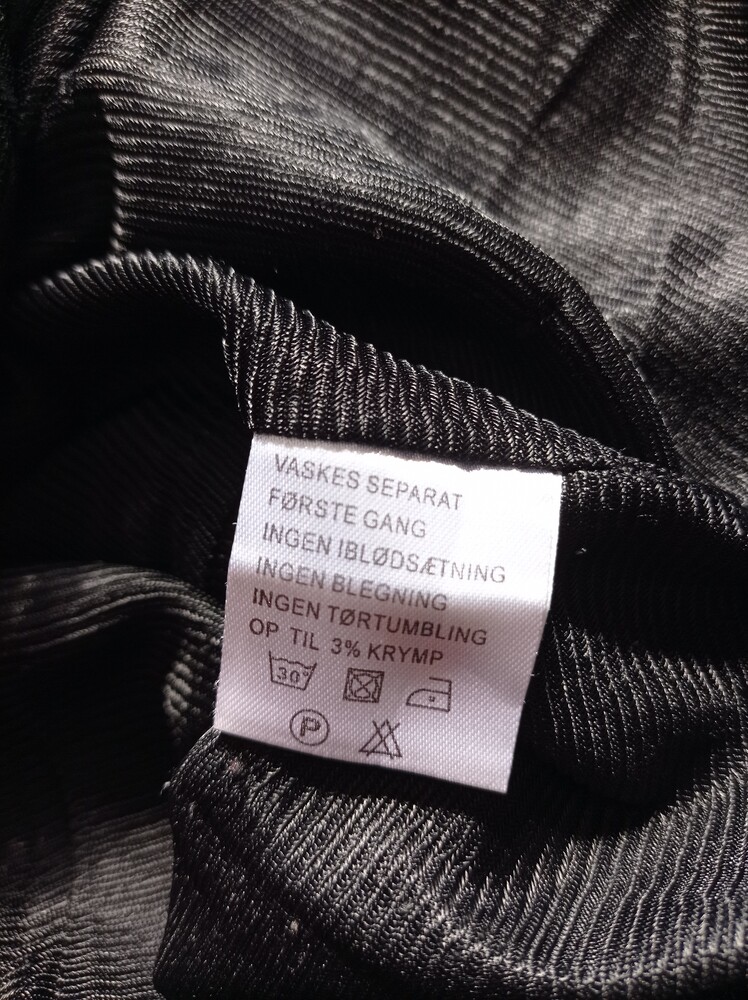 VASKES SEPARAT
FØRSTE GANG
INGEN IBLØDSÆTNING
INGEN BLEGNING
INGEN TØRTUMBLING
OP TIL 3% KRYMP
30°
P